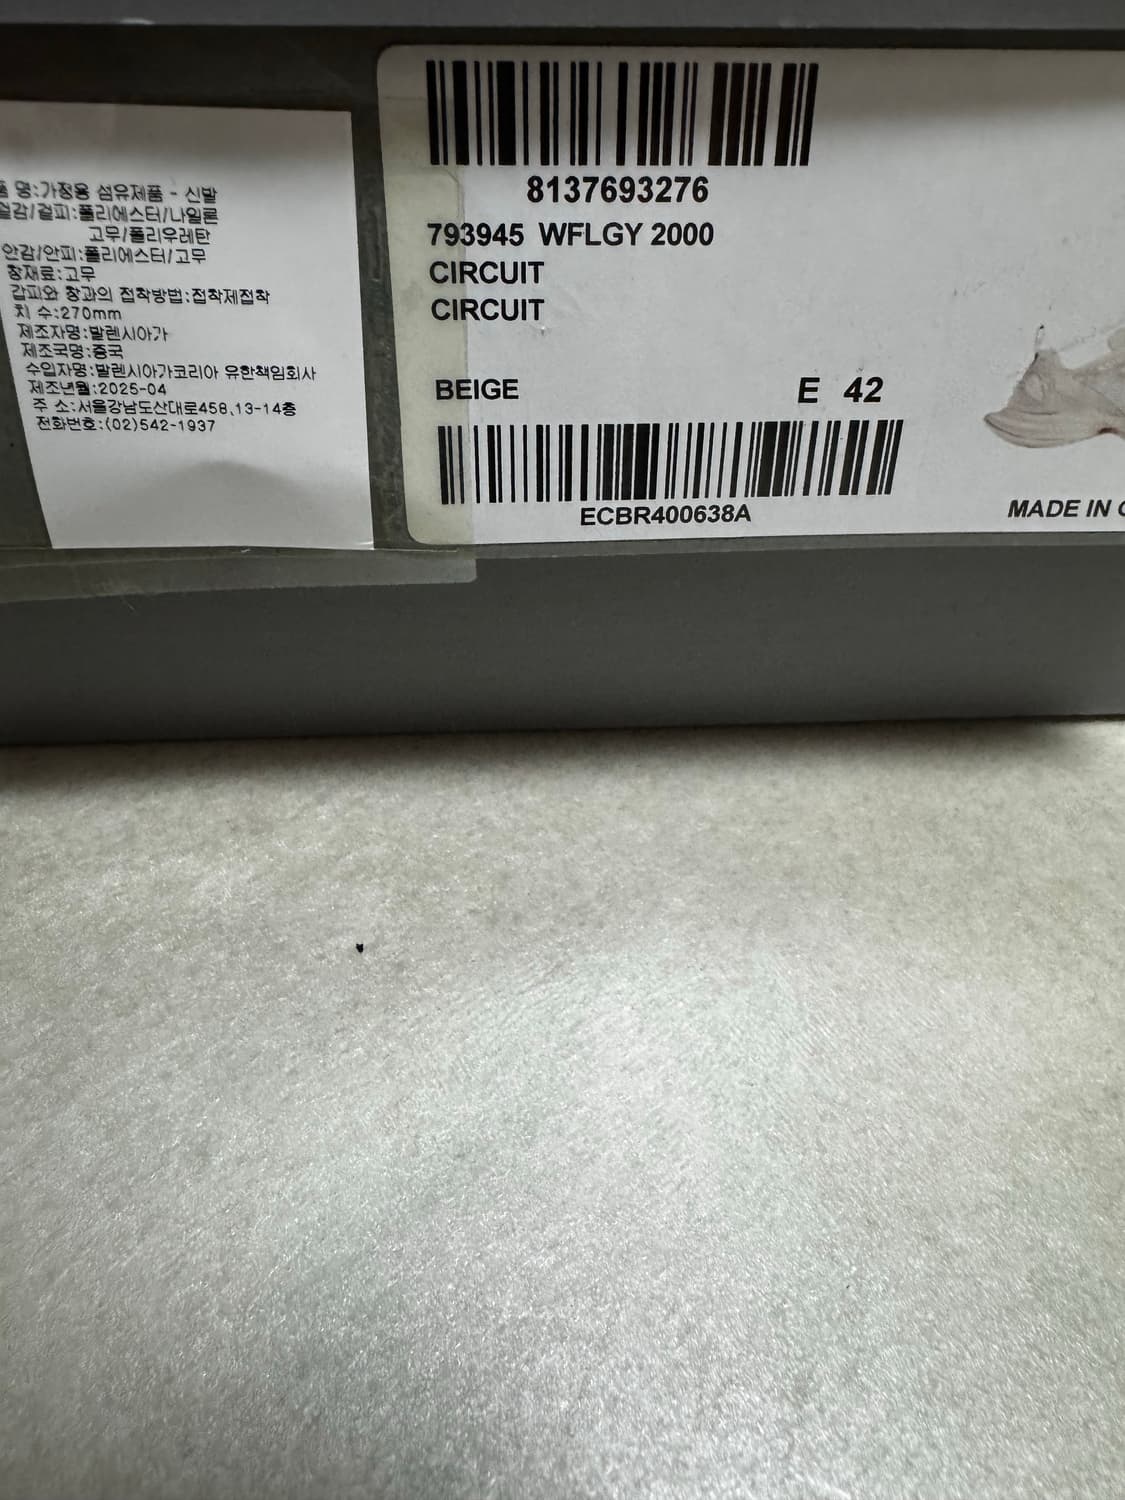 명:가정용 섬유제품 - 신발
겉감/겉피:폴리에스터/나일론
고무/폴리우레탄
안감/안피:폴리에스터/고무
창재료:고무
갑피와 창과의 접착방법:접착제접착
치 수:270mm
제조자명:발렌시아가
제조국명:중국
수입자명:발렌시아가코리아 유한책임회사
제조년월:2025-04
주 소:서울강남도산대로458,13-14층
전화번호:(02)542-1937
8137693276
793945 WFLGY 2000
CIRCUIT
CIRCUIT
BEIGE E 42
ECBR400638A
MADE IN